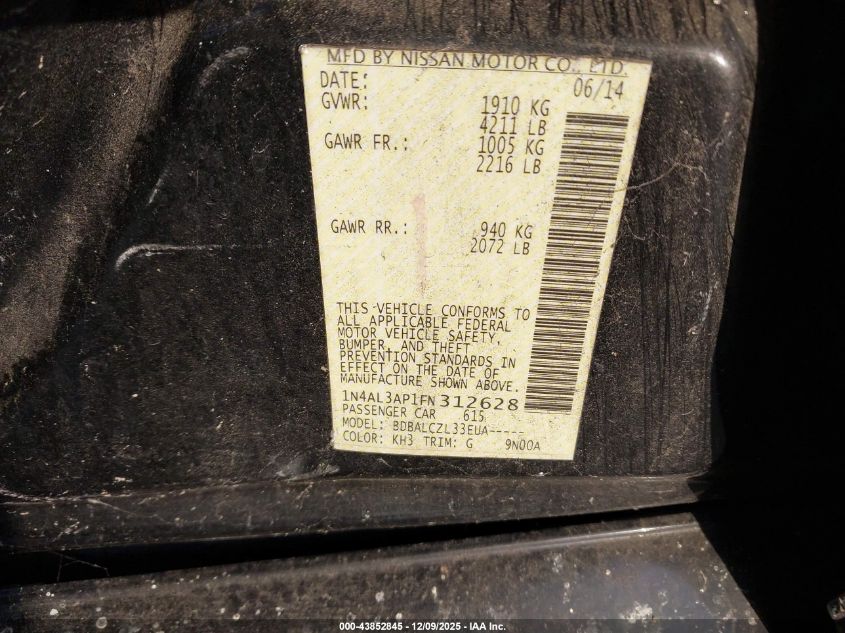 MFD BY NISSAN MOTOR CO., LTD.
DATE: 06/14
GVWR: 1910 KG
4211 LB
GAWR FR.: 1005 KG
2216 LB
GAWR RR.: 940 KG
2072 LB
THIS VEHICLE CONFORMS TO
ALL APPLICABLE FEDERAL
MOTOR VEHICLE SAFETY,
BUMPER, AND THEFT
PREVENTION STANDARDS IN
EFFECT ON THE DATE OF
MANUFACTURE SHOWN ABOVE.
1N4AL3AP1FN312628
PASSENGER CAR 615
MODEL: BDBALCZL33EUA-----
COLOR: KH3 TRIM: G 9N00A
000-43852845 - 12/09/2025 - IAA Inc.